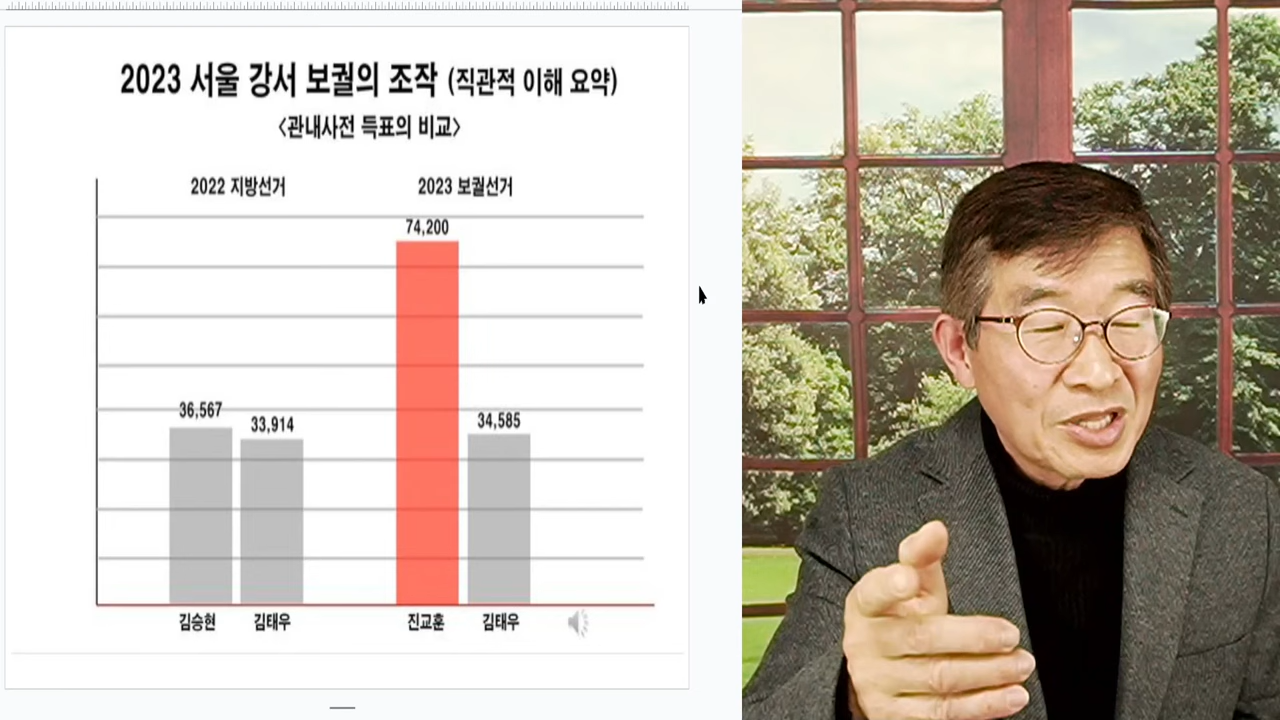 2023 서울 강서 보궐의 조작 (직관적 이해 요약)
<관내사전 득표의 비교>
2022 지방선거
2023 보궐선거
74,200
36,567
33,914
34,585
김승현
김태우
진교훈
김태우